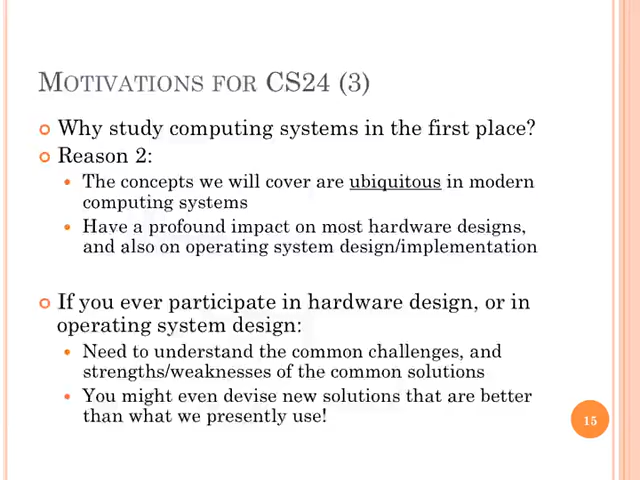 MOTIVATIONS FOR CS24 (3)
Why study computing systems in the first place?
Reason 2:
The concepts we will cover are ubiquitous in modern
computing systems
Have a profound impact on most hardware designs,
and also on operating system design/implementation
If you ever participate in hardware design, or in
operating system design:
Need to understand the common challenges, and
strengths/weaknesses of the common solutions
You might even devise new solutions that are better
than what we presently use!
15